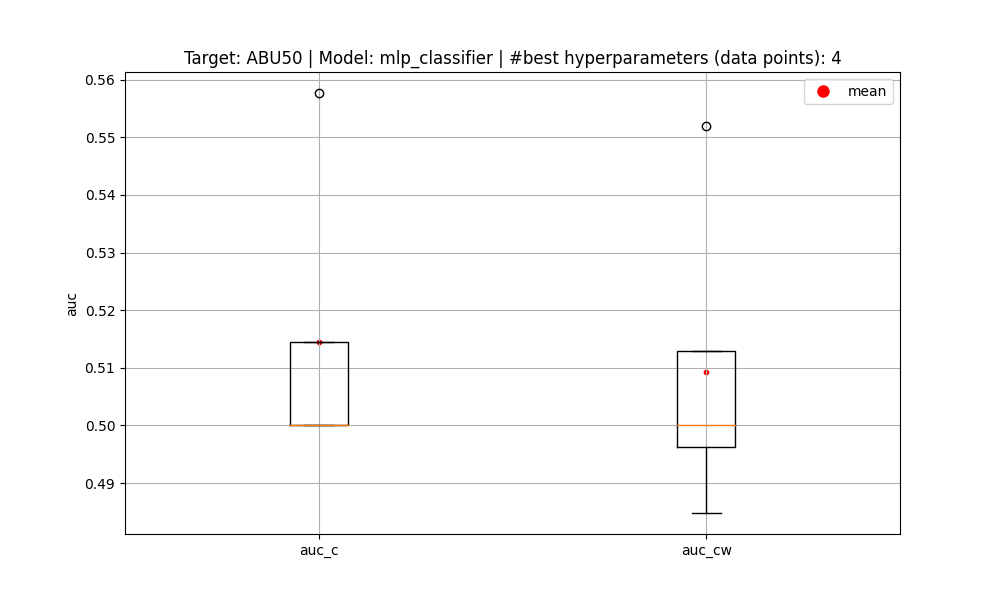 Target: ABU50 | Model: mlp_classifier | #best hyperparameters (data points): 4
mean
0.56
0.55
0.54
0.53
0.52
0.51
0.50
0.49
auc
auc_c
auc_cw